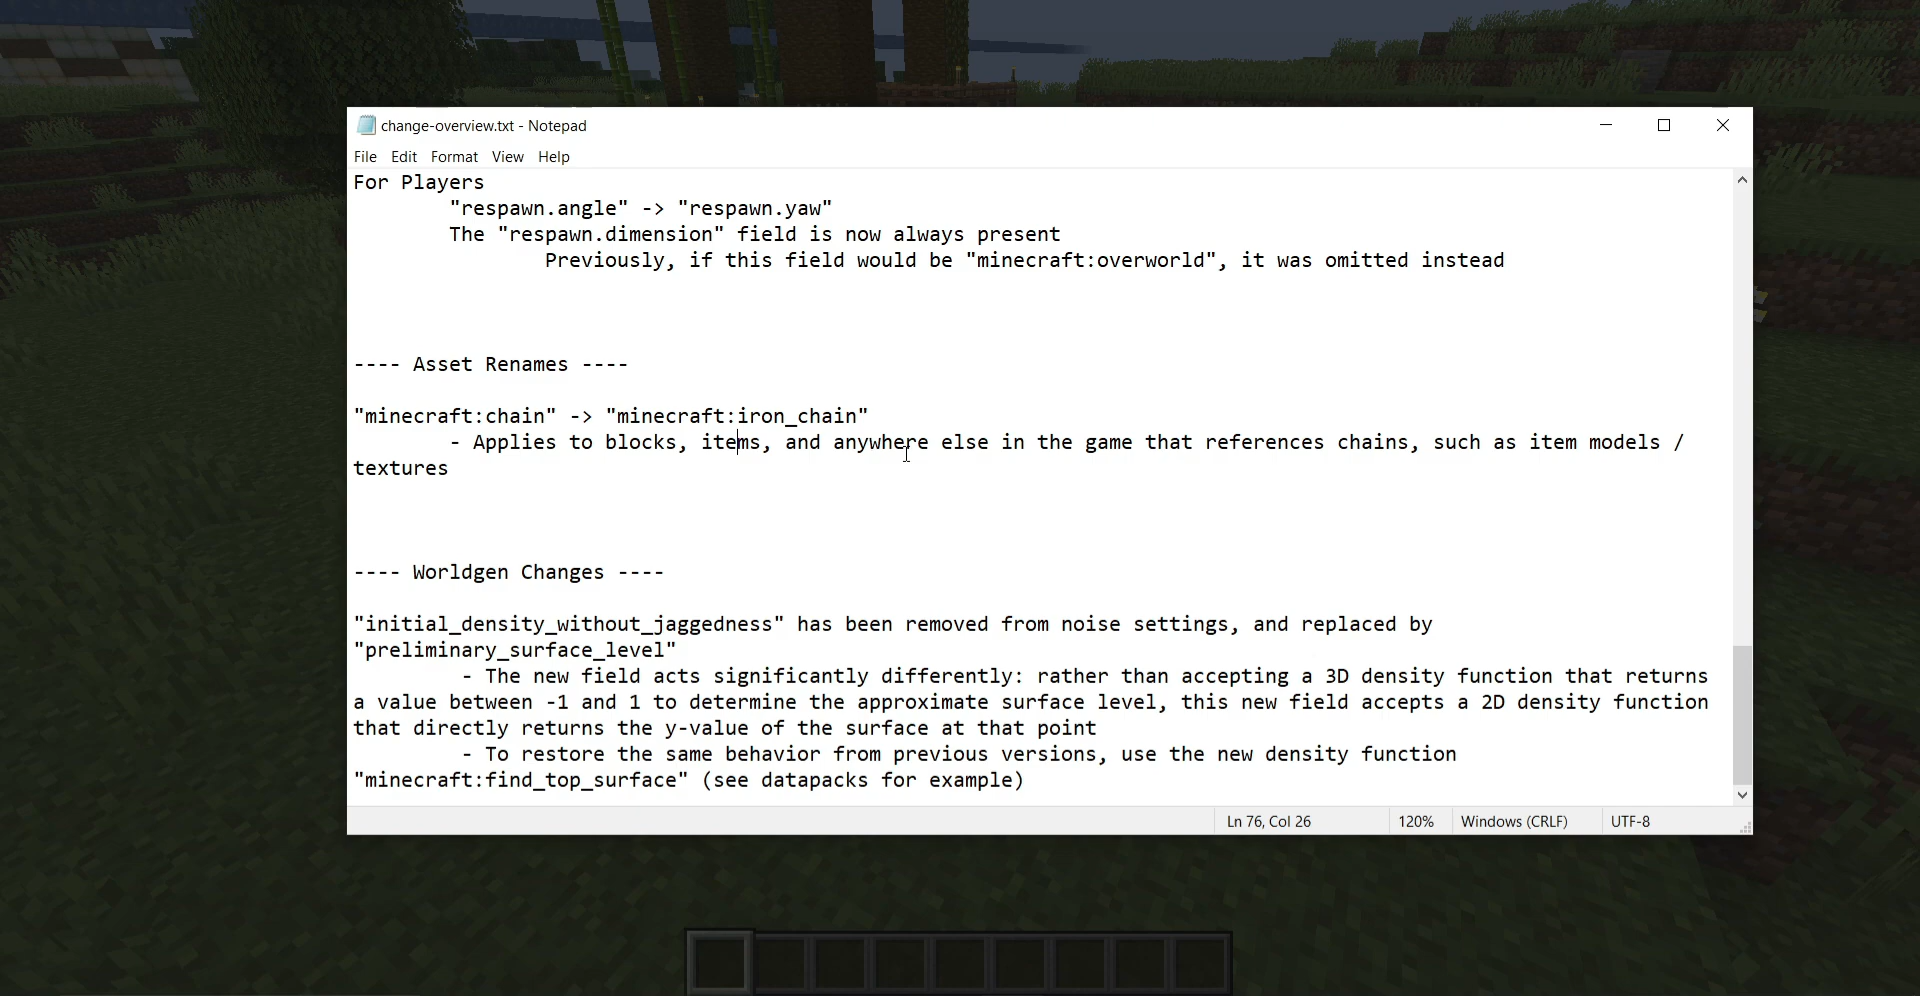 change-overview.txt - Notepad
File Edit Format View Help
For Players
"respawn.angle" -> "respawn.yaw"
The "respawn.dimension" field is now always present
Previously, if this field would be "minecraft:overworld", it was omitted instead
---- Asset Renames ----
"minecraft:chain" -> "minecraft:iron_chain"
- Applies to blocks, items, and anywhere else in the game that references chains, such as item models /
textures
---- Worldgen Changes ----
"initial_density_without_jaggedness" has been removed from noise settings, and replaced by
"preliminary_surface_level"
- The new field acts significantly differently: rather than accepting a 3D density function that returns
a value between -1 and 1 to determine the approximate surface level, this new field accepts a 2D density function
that directly returns the y-value of the surface at that point
- To restore the same behavior from previous versions, use the new density function
"minecraft:find_top_surface" (see datapacks for example)
Ln 76, Col 26 120% Windows (CRLF) UTF-8